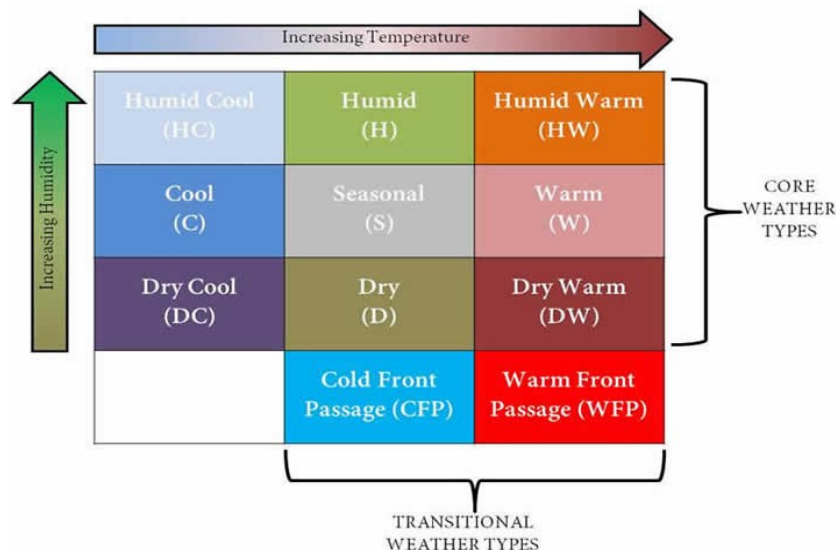 Increasing Temperature
Increasing Humidity
Humid Cool
(HC)
Humid
(H)
Humid Warm
(HW)
Cool
(C)
Seasonal
(S)
Warm
(W)
CORE
WEATHER
TYPES
Dry Cool
(DC)
Dry
(D)
Dry Warm
(DW)
Cold Front
Passage (CFP)
Warm Front
Passage (WFP)
TRANSITIONAL
WEATHER TYPES